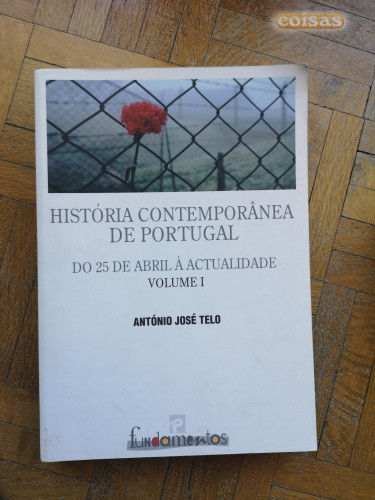 coisas
HISTÓRIA CONTEMPORÂNEA
DE PORTUGAL
DO 25 DE ABRIL À ACTUALIDADE
VOLUME I
ANTÓNIO JOSÉ TELO
fundamentos